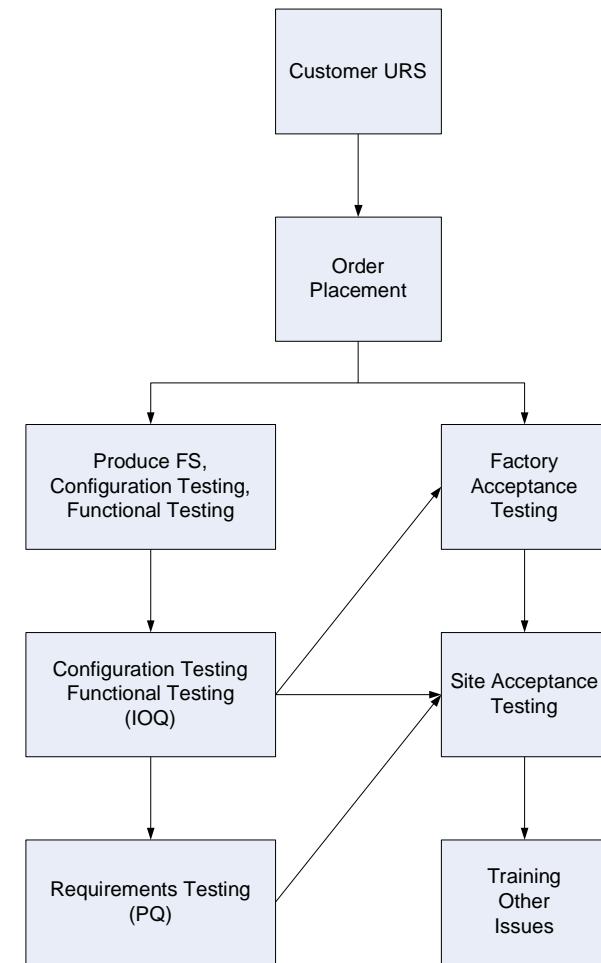 Customer URS
Order
Placement
Produce FS,
Configuration Testing,
Functional Testing
Factory
Acceptance
Testing
Configuration Testing
Functional Testing
(IOQ)
Site Acceptance
Testing
Requirements Testing
(PQ)
Training
Other
Issues